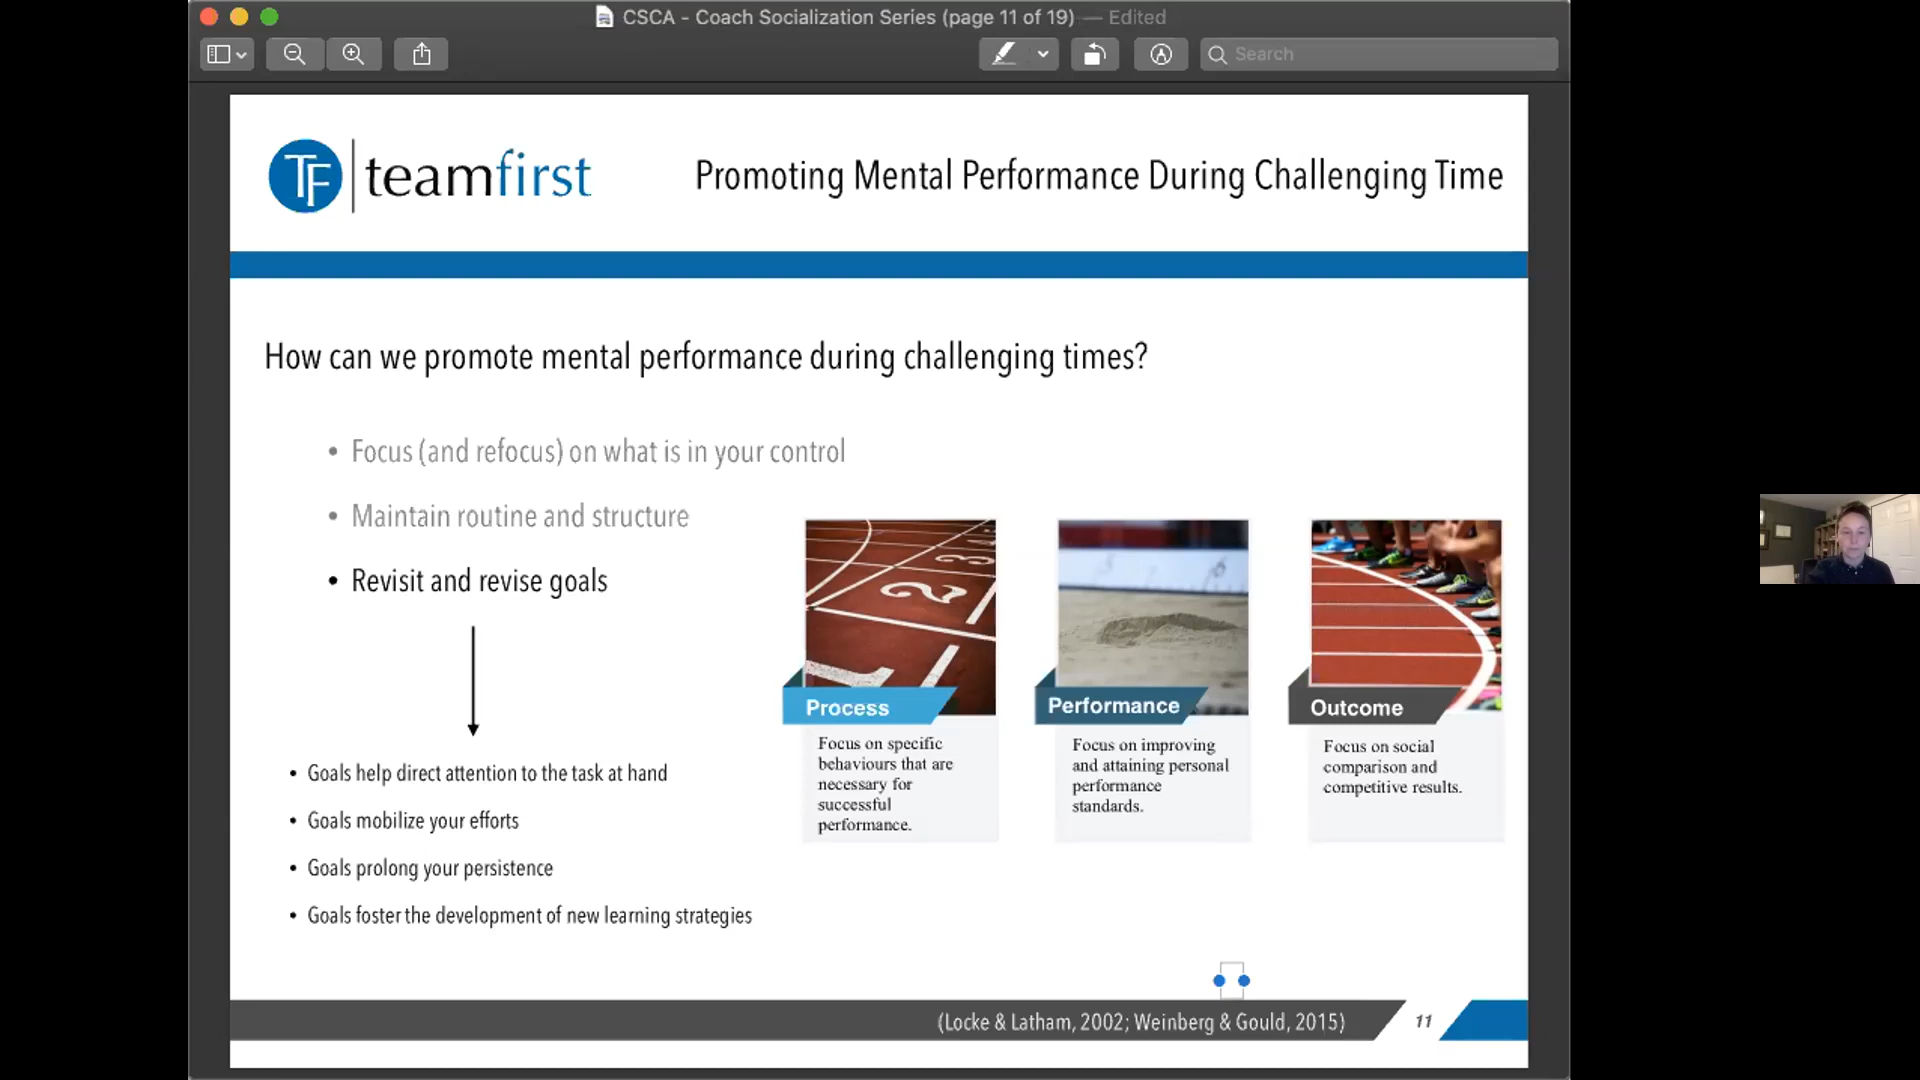 CSCA - Coach Socialization Series (page 11 of 19) — Edited
Search
TF teamfirst
Promoting Mental Performance During Challenging Time
How can we promote mental performance during challenging times?
• Focus (and refocus) on what is in your control
• Maintain routine and structure
• Revisit and revise goals
• Goals help direct attention to the task at hand
• Goals mobilize your efforts
• Goals prolong your persistence
• Goals foster the development of new learning strategies
2
3
1
Process
Focus on specific
behaviours that are
necessary for
successful
performance.
Performance
Focus on improving
and attaining personal
performance
standards.
Outcome
Focus on social
comparison and
competitive results.
(Locke & Latham, 2002; Weinberg & Gould, 2015)
11